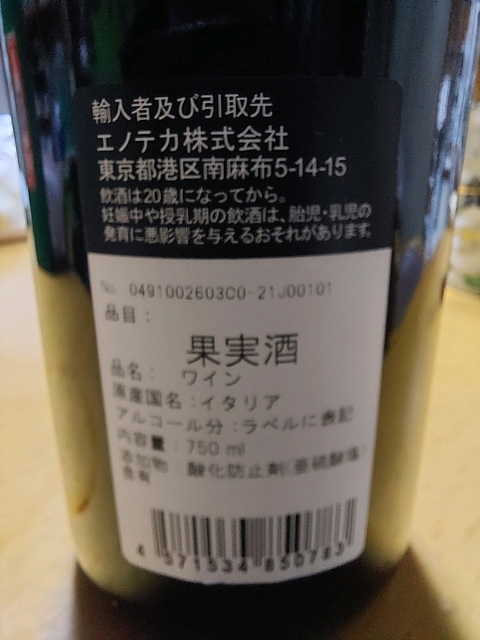 輸入者及び引取先
エノテカ株式会社
東京都港区南麻布5-14-15
飲酒は20歳になってから。
妊娠中や授乳期の飲酒は、胎児・乳児の
発育に悪影響を与えるおそれがあります。
No. 0491002603C0-21J00101
品目：
果実酒
品名： ワイン
原産国名：イタリア
アルコール分：ラベルに表記
内容量：750 ml
添加物：酸化防止剤(亜硫酸塩)
含有
4 971534 850783